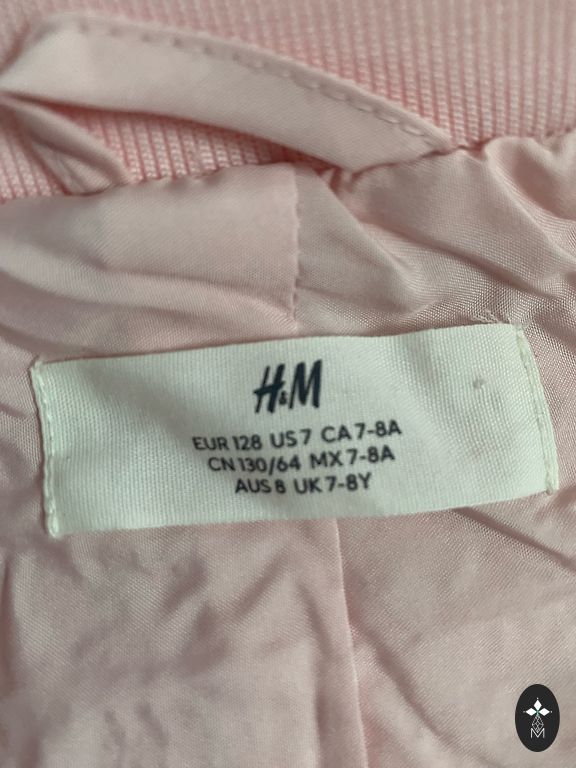 H&M
EUR 128 US 7 CA 7-8A
CN 130/64 MX 7-8A
AUS 8 UK 7-8Y
M